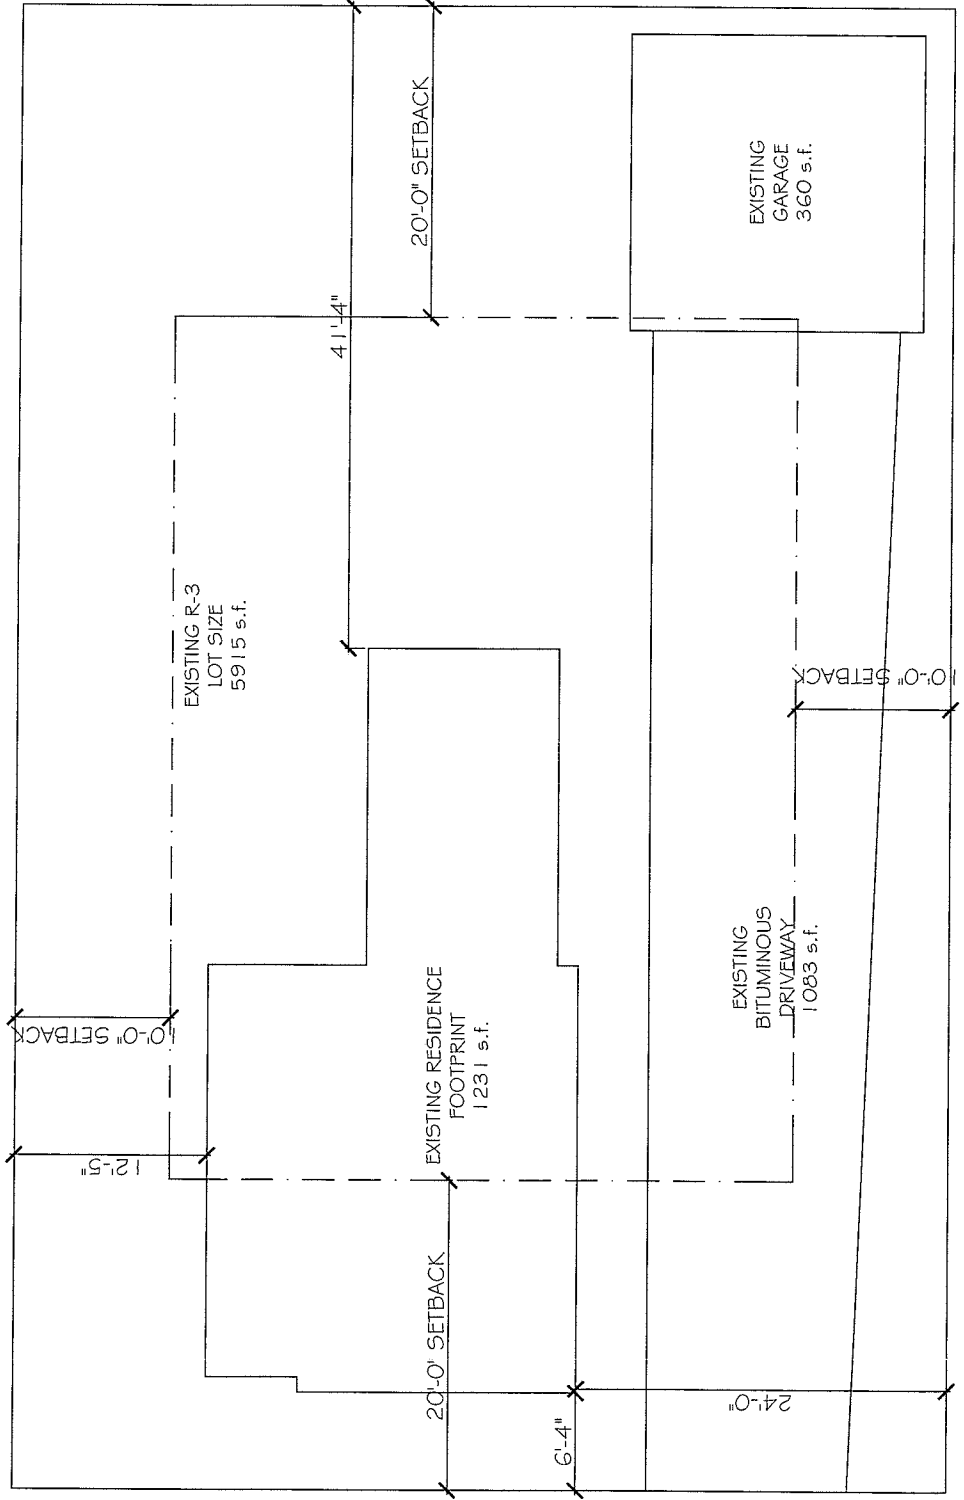 20'-0" SETBACK
41'-4"
EXISTING
GARAGE
360 s.f.
EXISTING R-3
LOT SIZE
5915 s.f.
10'-0" SETBACK
10'-0" SETBACK
12'-5"
EXISTING RESIDENCE
FOOTPRINT
1231 s.f.
EXISTING
BITUMINOUS
DRIVEWAY
1083 s.f.
20'-0" SETBACK
6'-4"
24'-0"